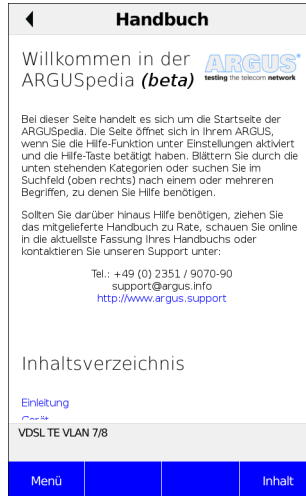 Handbuch
Willkommen in der
ARGUSpedia (beta)
ARGUS®
testing the telecom network
Bei dieser Seite handelt es sich um die Startseite der
ARGUSpedia. Die Seite öffnet sich in Ihrem ARGUS,
wenn Sie die Hilfe-Funktion unter Einstellungen aktiviert
und die Hilfe-Taste betätigt haben. Blättern Sie durch die
unten stehenden Kategorien oder suchen Sie im
Suchfeld (oben rechts) nach einem oder mehreren
Begriffen, zu denen Sie Hilfe benötigen.
Sollten Sie darüber hinaus Hilfe benötigen, ziehen Sie
das mitgelieferte Handbuch zu Rate, schauen Sie online
in die aktuellste Fassung Ihres Handbuchs oder
kontaktieren Sie unseren Support unter:
Tel.: +49 (0) 2351 / 9070-90
support@argus.info
http://www.argus.support
Inhaltsverzeichnis
Einleitung
Gerät
VDSL TE VLAN 7/8
Menü
Inhalt